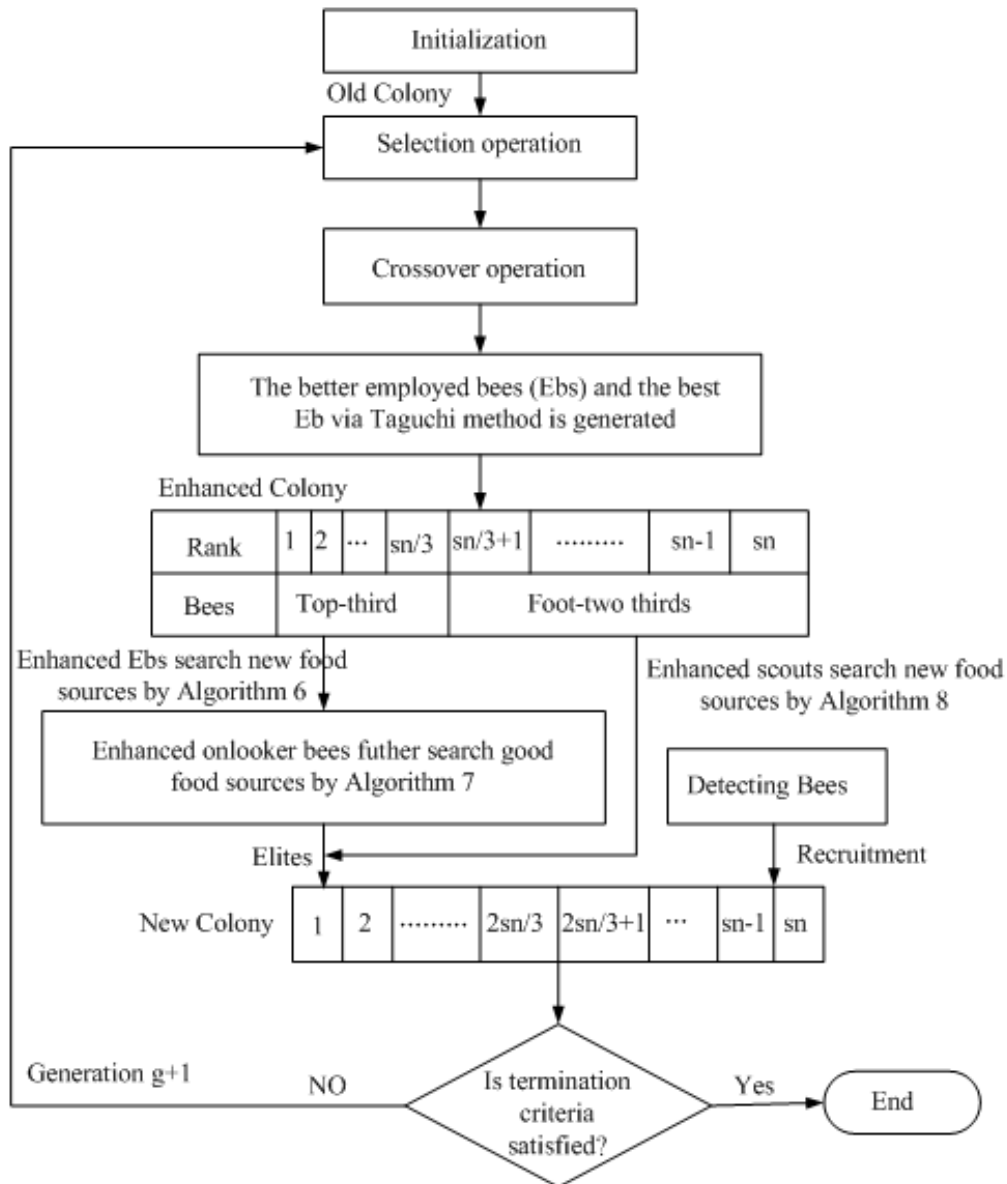 Initialization
Old Colony
Selection operation
Crossover operation
The better employed bees (Ebs) and the best
Eb via Taguchi method is generated
Enhanced Colony
Rank 1 2 ... sn/3 sn/3+1 ......... sn-1 sn
Bees Top-third Foot-two thirds
Enhanced Ebs search new food
sources by Algorithm 6
Enhanced scouts search new food
sources by Algorithm 8
Enhanced onlooker bees futher search good
food sources by Algorithm 7
Detecting Bees
Elites
Recruitment
New Colony 1 2 ......... 2sn/3 2sn/3+1 ... sn-1 sn
Generation g+1
NO
Is termination
criteria
satisfied?
Yes
End